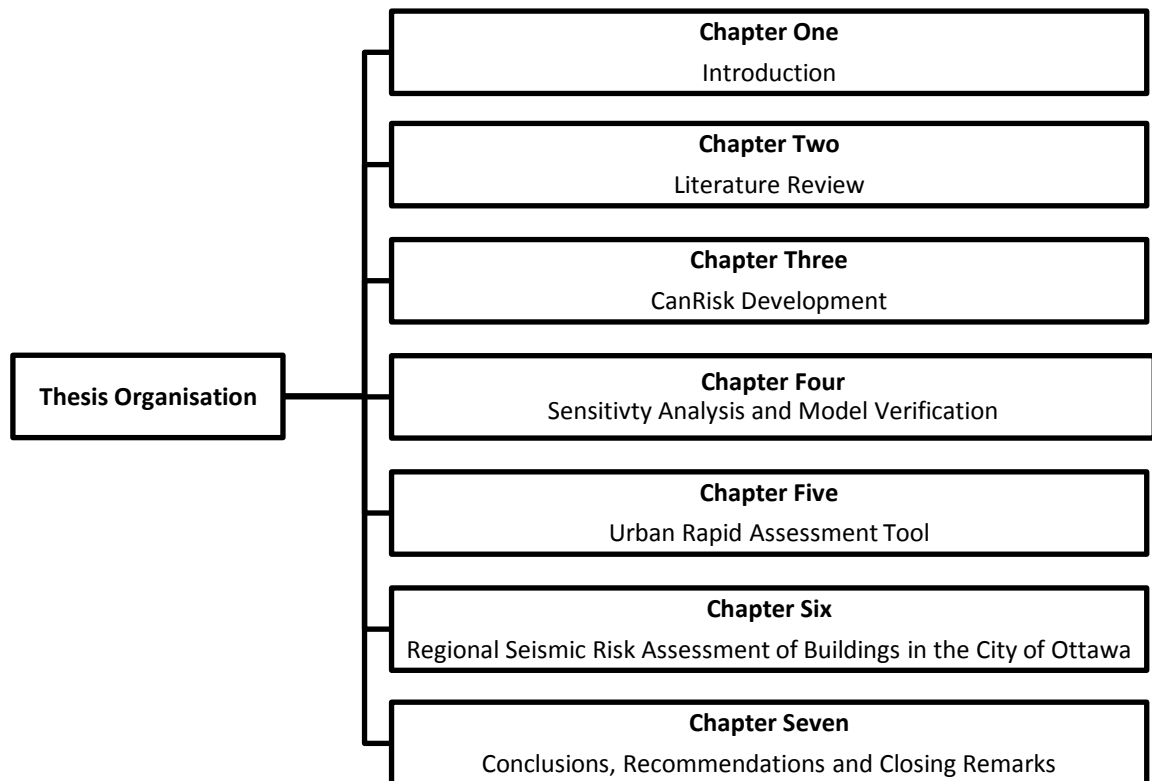 Chapter One
Introduction
Chapter Two
Literature Review
Chapter Three
CanRisk Development
Thesis Organisation
Chapter Four
Sensitivty Analysis and Model Verification
Chapter Five
Urban Rapid Assessment Tool
Chapter Six
Regional Seismic Risk Assessment of Buildings in the City of Ottawa
Chapter Seven
Conclusions, Recommendations and Closing Remarks